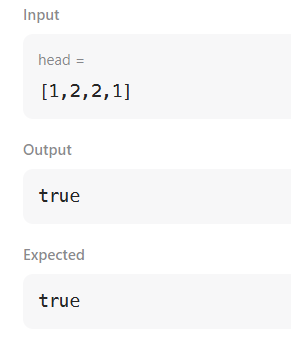 Input
head =
[1,2,2,1]
Output
true
Expected
true